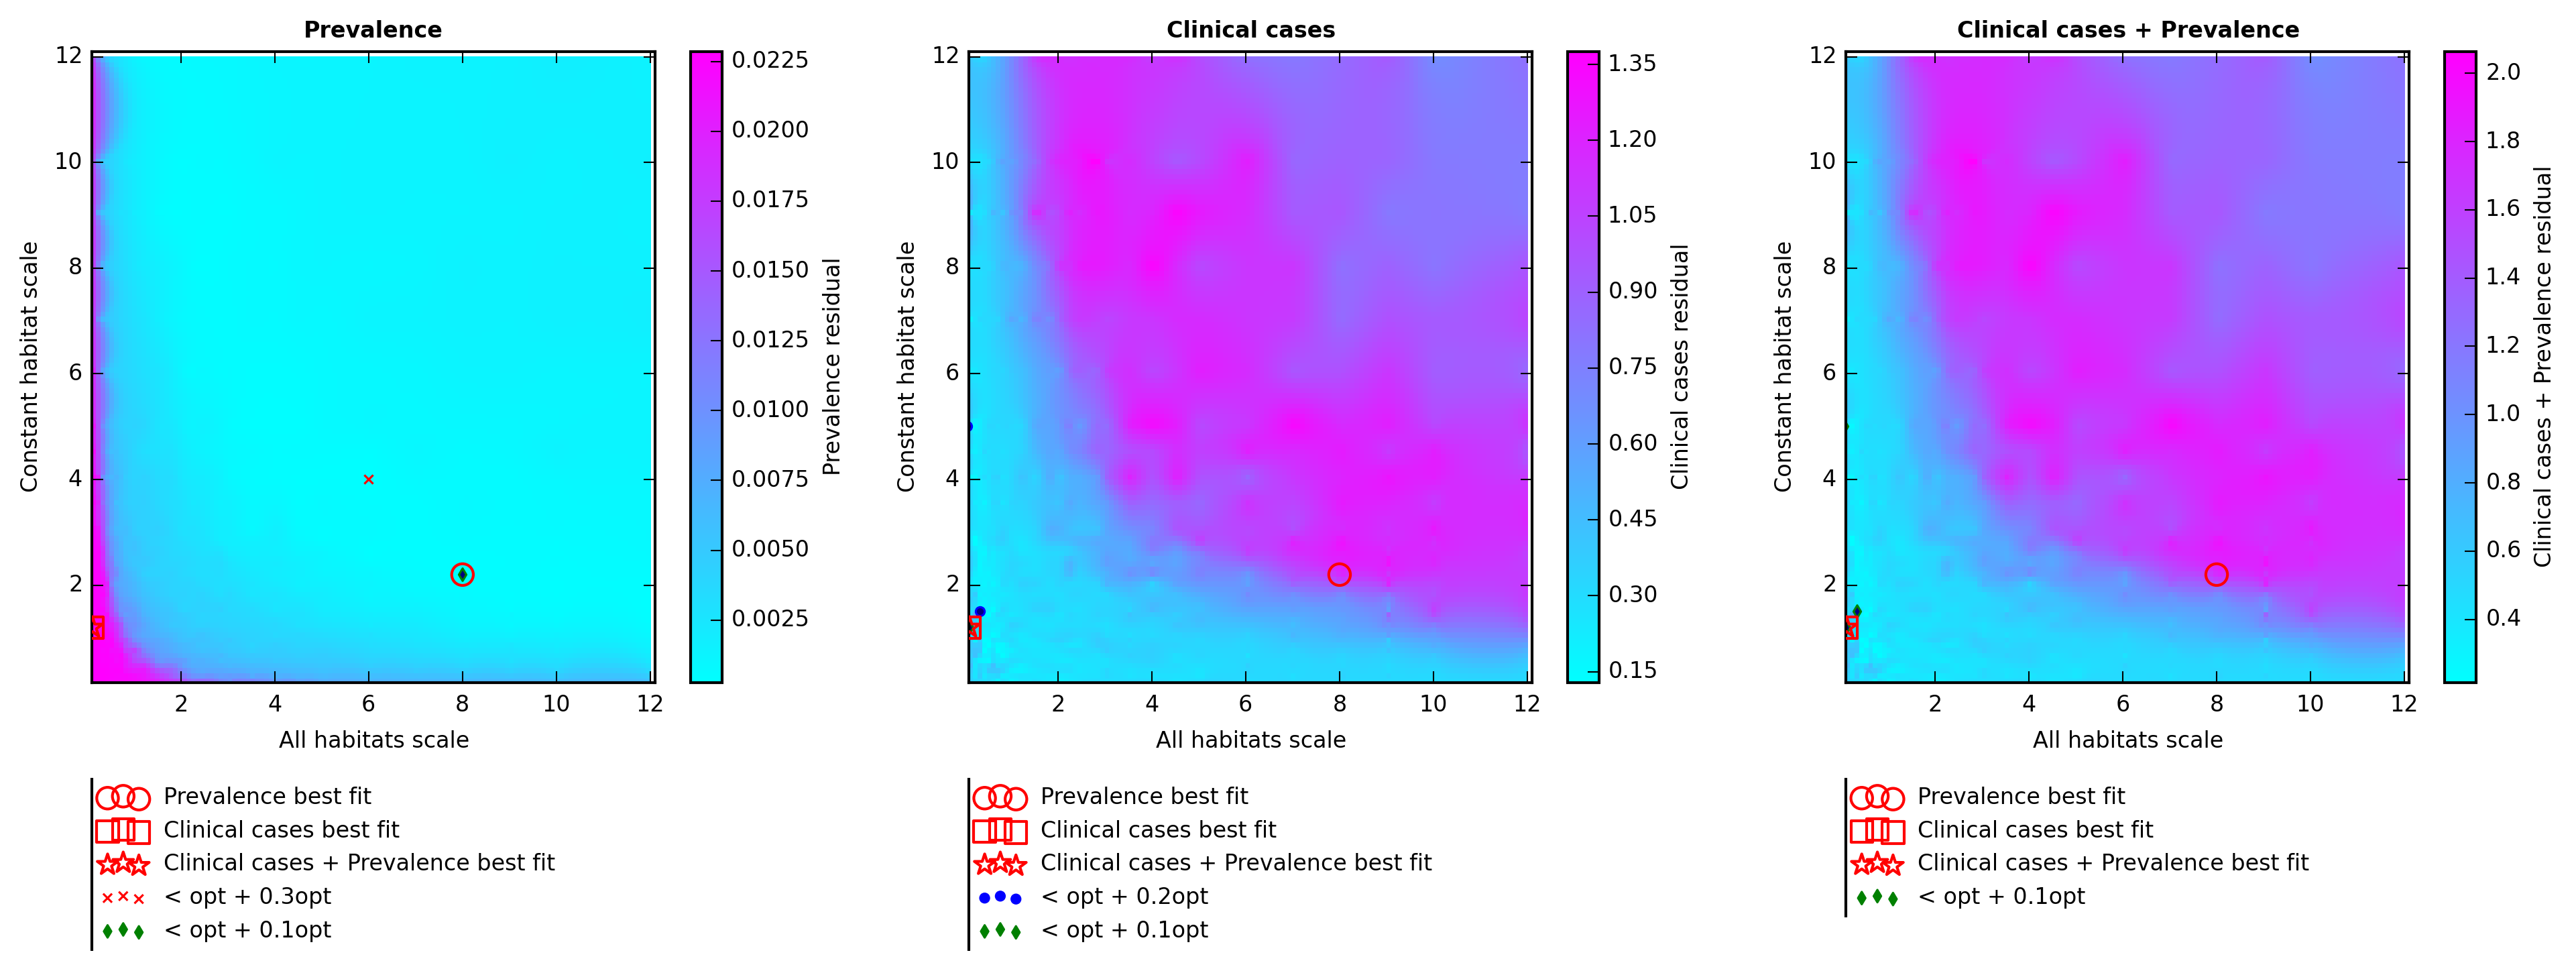 Prevalence
12
10
8
6
4
2
Constant habitat scale
2 4 6 8 10 12
All habitats scale
0.0225
0.0200
0.0175
0.0150
0.0125
0.0100
0.0075
0.0050
0.0025
Prevalence residual
Prevalence best fit
Clinical cases best fit
Clinical cases + Prevalence best fit
< opt + 0.3opt
< opt + 0.1opt
Clinical cases
12
10
8
6
4
2
Constant habitat scale
2 4 6 8 10 12
All habitats scale
1.35
1.20
1.05
0.90
0.75
0.60
0.45
0.30
0.15
Clinical cases residual
Prevalence best fit
Clinical cases best fit
Clinical cases + Prevalence best fit
< opt + 0.2opt
< opt + 0.1opt
Clinical cases + Prevalence
12
10
8
6
4
2
Constant habitat scale
2 4 6 8 10 12
All habitats scale
2.0
1.8
1.6
1.4
1.2
1.0
0.8
0.6
0.4
Clinical cases + Prevalence residual
Prevalence best fit
Clinical cases best fit
Clinical cases + Prevalence best fit
< opt + 0.1opt